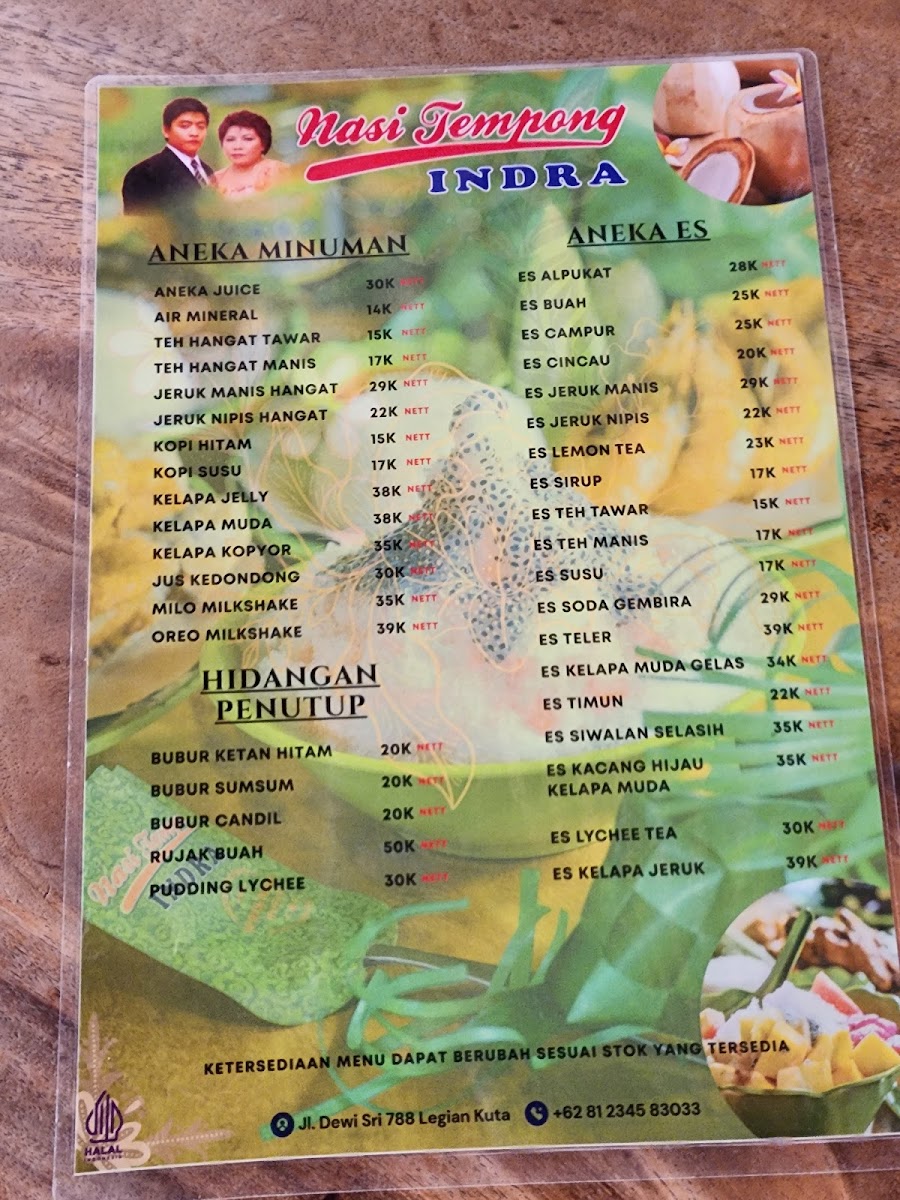 Nasi Tempong
INDRA
ANEKA MINUMAN
ANEKA JUICE 30K NETT
AIR MINERAL 14K NETT
TEH HANGAT TAWAR 15K NETT
TEH HANGAT MANIS 17K NETT
JERUK MANIS HANGAT 29K NETT
JERUK NIPIS HANGAT 22K NETT
KOPI HITAM 15K NETT
KOPI SUSU 17K NETT
KELAPA JELLY 38K NETT
KELAPA MUDA 38K NETT
KELAPA KOPYOR 35K NETT
JUS KEDONDONG 30K NETT
MILO MILKSHAKE 35K NETT
OREO MILKSHAKE 39K NETT
HIDANGAN
PENUTUP
BUBUR KETAN HITAM 20K NETT
BUBUR SUMSUM 20K NETT
BUBUR CANDIL 20K NETT
RUJAK BUAH 50K NETT
PUDDING LYCHEE 30K NETT
ANEKA ES
ES ALPUKAT 28K NETT
ES BUAH 25K NETT
ES CAMPUR 25K NETT
ES CINCAU 20K NETT
ES JERUK MANIS 29K NETT
ES JERUK NIPIS 22K NETT
ES LEMON TEA 23K NETT
ES SIRUP 17K NETT
ES TEH TAWAR 15K NETT
ES TEH MANIS 17K NETT
ES SUSU 17K NETT
ES SODA GEMBIRA 29K NETT
ES TELER 39K NETT
ES KELAPA MUDA GELAS 34K NETT
ES TIMUN 22K NETT
ES SIWALAN SELASIH 35K NETT
ES KACANG HIJAU 35K NETT
KELAPA MUDA
ES LYCHEE TEA 30K NETT
ES KELAPA JERUK 39K NETT
INDRA
KETERSEDIAAN MENU DAPAT BERUBAH SESUAI STOK YANG TERSEDIA
Jl. Dewi Sri 788 Legian Kuta +62 81 2345 83033
HALAL
INDONESIA